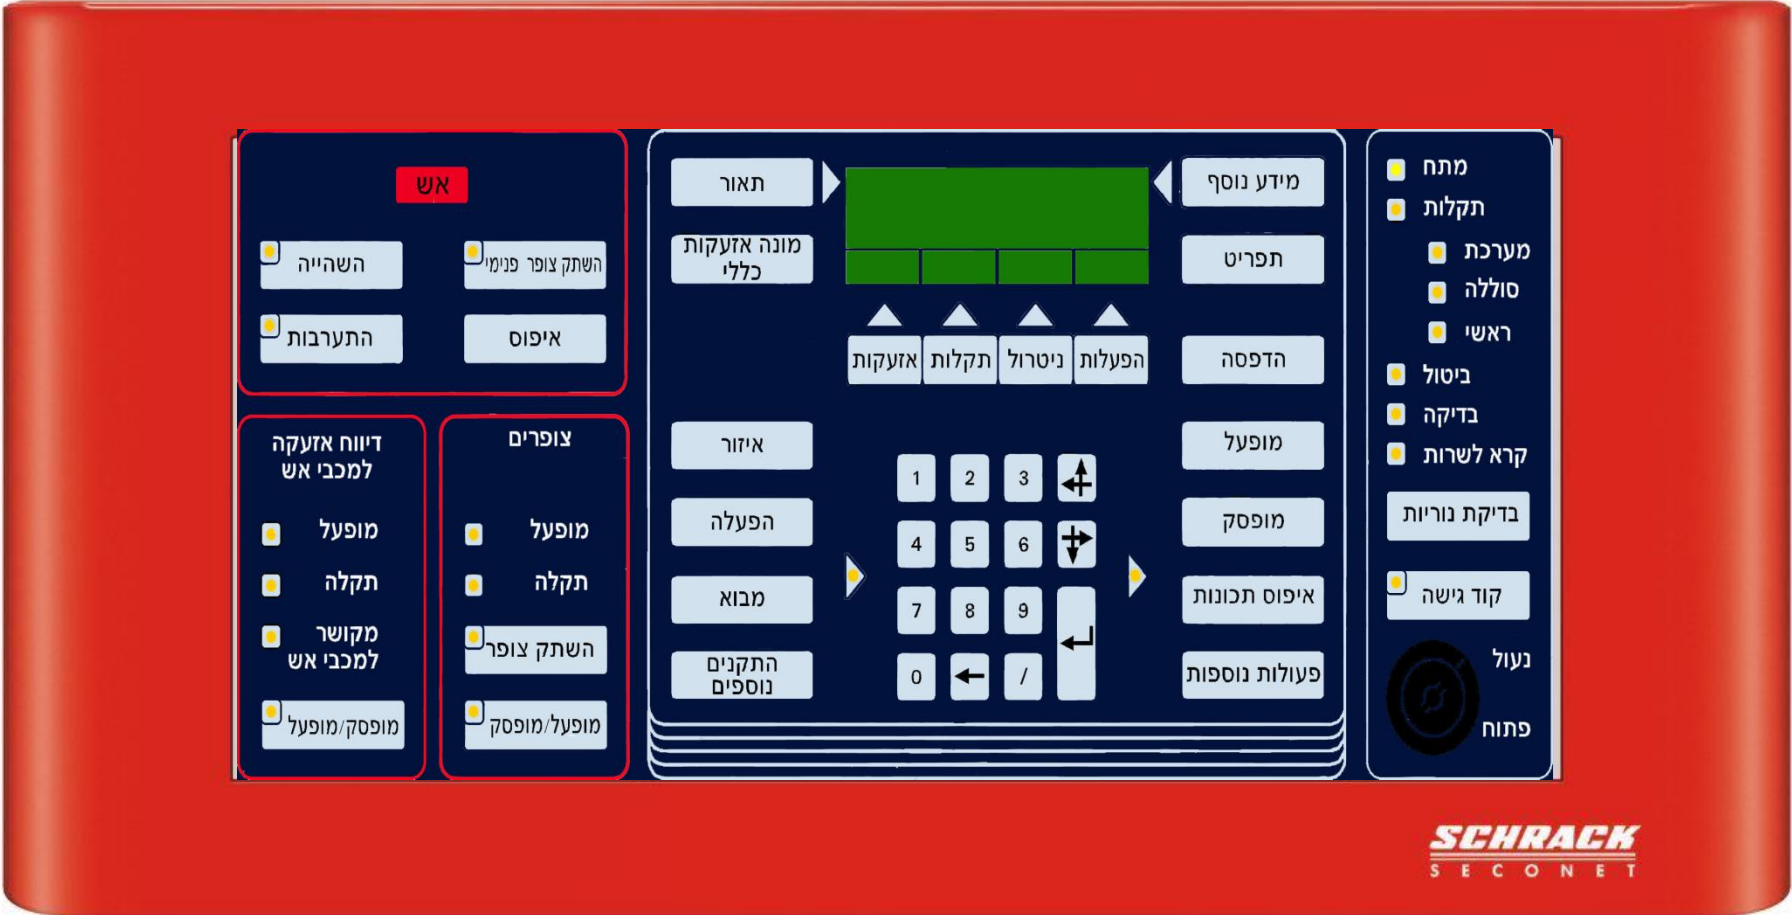 אש
השהייה
השתק צופר פנימי
התערבות
איפוס
דיווח אזעקה
למכבי אש
מופעל
תקלה
מקושר
למכבי אש
מופסק/מופעל
צופרים
מופעל
תקלה
השתק צופר
מופעל/מופסק
תאור
מונה אזעקות
כללי
מידע נוסף
תפריט
אזעקות
תקלות
ניטרול
הפעלות
הדפסה
איזור
הפעלה
מבוא
התקנים
נוספים
1 2 3
4 5 6
7 8 9
0 /
מופעל
מופסק
איפוס תכונות
פעולות נוספות
מתח
תקלות
מערכת
סוללה
ראשי
ביטול
בדיקה
קרא לשרות
בדיקת נוריות
קוד גישה
נעול
פתוח
SCHRACK
SECONET